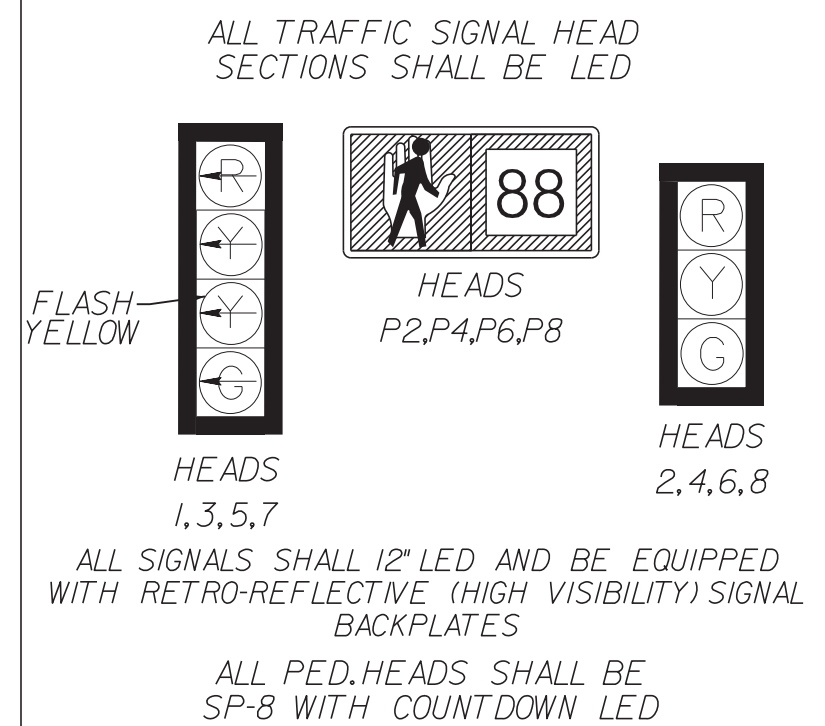 ALL TRAFFIC SIGNAL HEAD
SECTIONS SHALL BE LED
R
Y
Y
G
FLASH
YELLOW
HEADS
1,3,5,7
88
HEADS
P2,P4,P6,P8
R
Y
G
HEADS
2,4,6,8
ALL SIGNALS SHALL 12" LED AND BE EQUIPPED
WITH RETRO-REFLECTIVE (HIGH VISIBILITY) SIGNAL
BACKPLATES
ALL PED. HEADS SHALL BE
SP-8 WITH COUNTDOWN LED